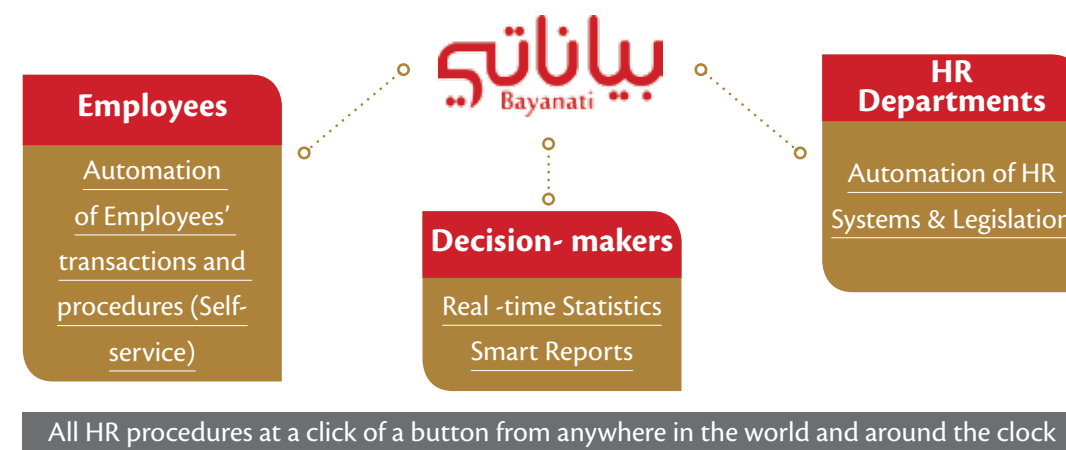 بياناتي
Bayanati
Employees
Automation
of Employees’
transactions and
procedures (Self-
service)
Decision- makers
Real -time Statistics
Smart Reports
HR
Departments
Automation of HR
Systems & Legislation
All HR procedures at a click of a button from anywhere in the world and around the clock